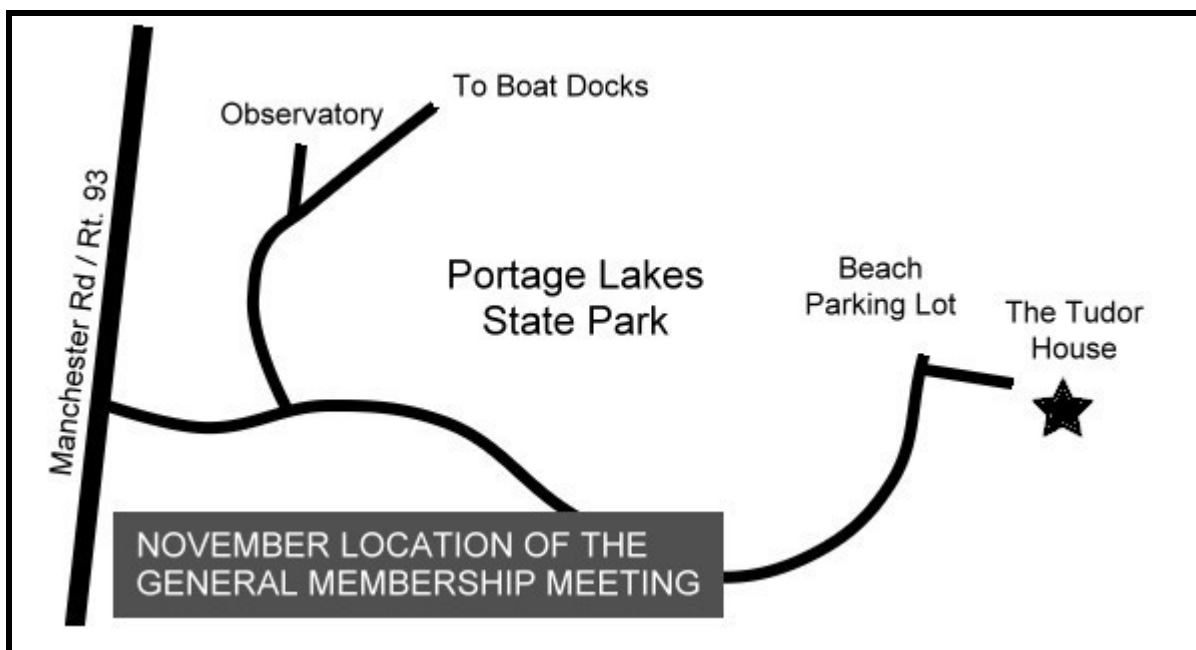 To Boat Docks
Observatory
Manchester Rd / Rt. 93
Portage Lakes
State Park
Beach
Parking Lot
The Tudor
House
NOVEMBER LOCATION OF THE
GENERAL MEMBERSHIP MEETING